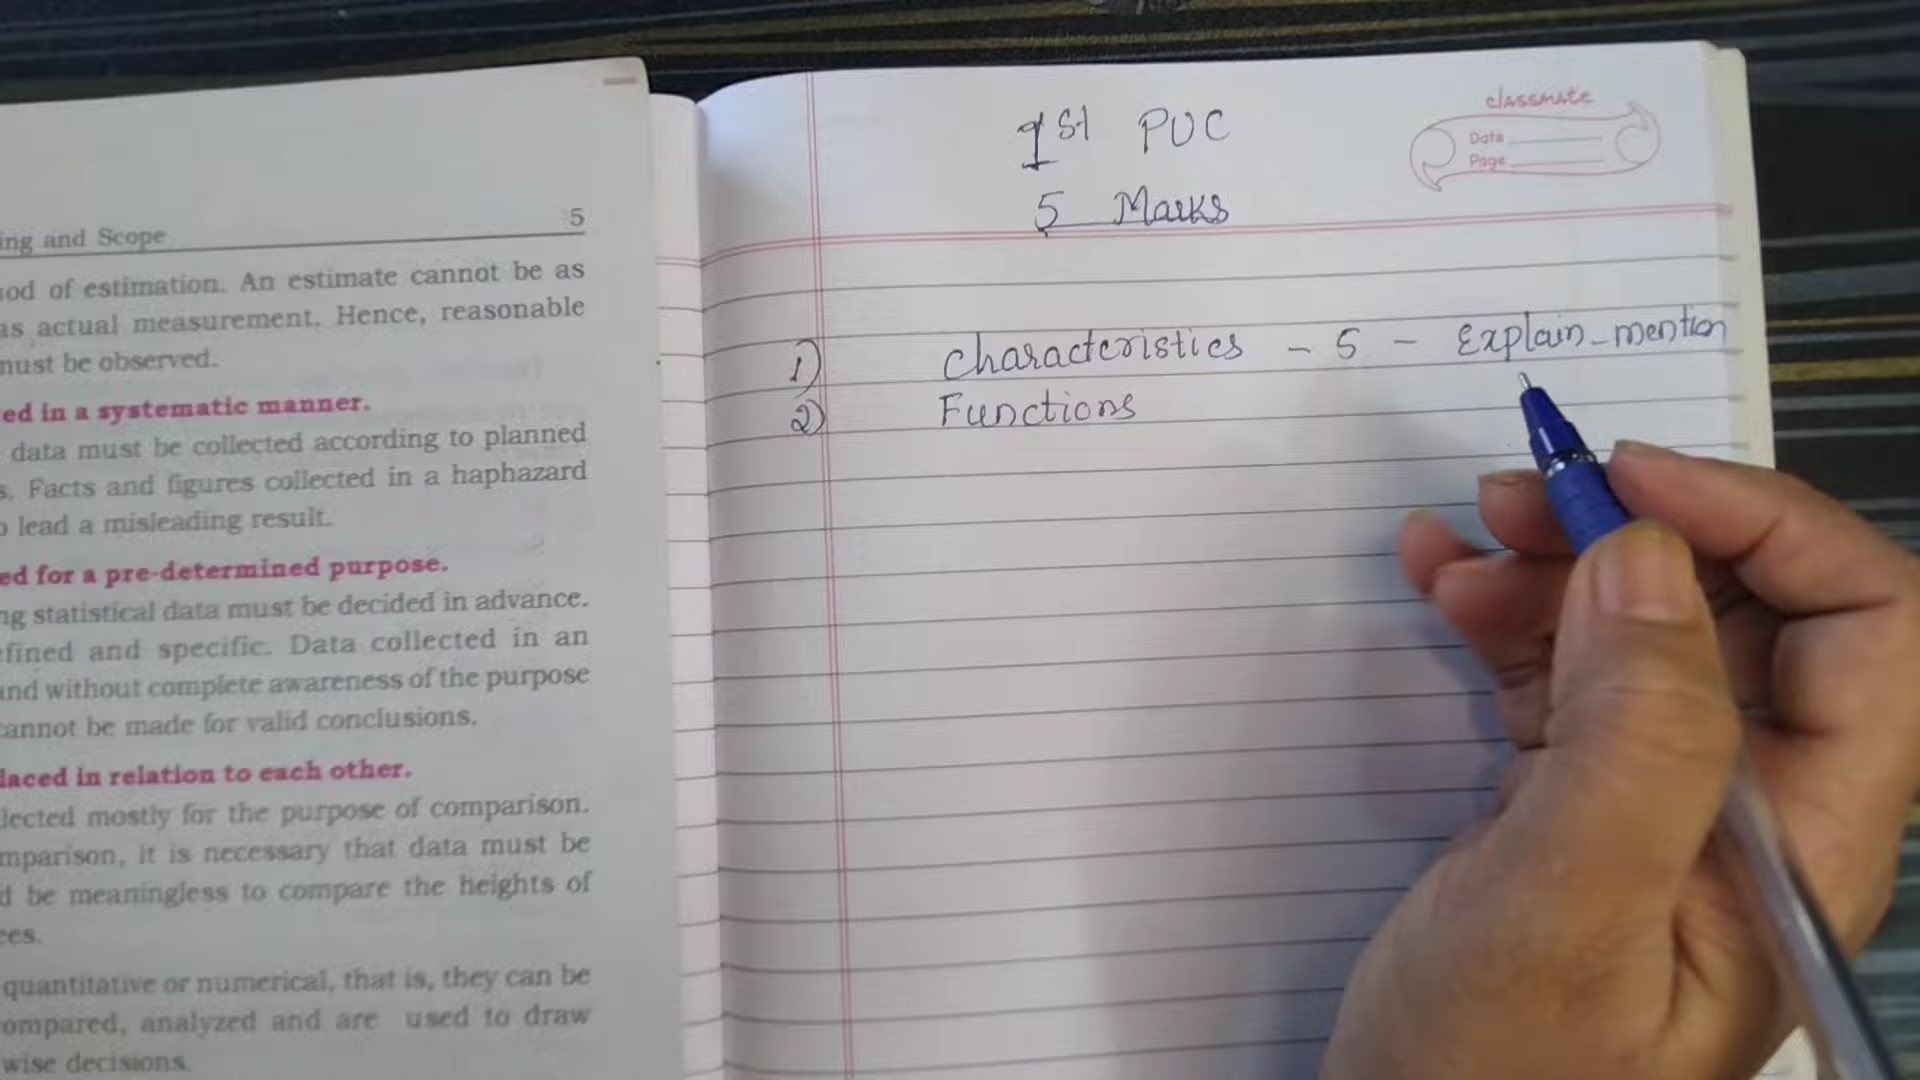 ing and Scope 5
od of estimation. An estimate cannot be as
as actual measurement. Hence, reasonable
must be observed.
ed in a systematic manner.
data must be collected according to planned
s. Facts and figures collected in a haphazard
o lead a misleading result.
ed for a pre-determined purpose.
ng statistical data must be decided in advance.
efined and specific. Data collected in an
and without complete awareness of the purpose
cannot be made for valid conclusions.
laced in relation to each other.
lected mostly for the purpose of comparison.
mparison, it is necessary that data must be
d be meaningless to compare the heights of
ees.
quantitative or numerical, that is, they can be
ompared, analyzed and are used to draw
wise decisions.
1st PUC
5 Marks
classmate
Date
Page
1) Characteristics - 5 - Explain - mention
2) Functions